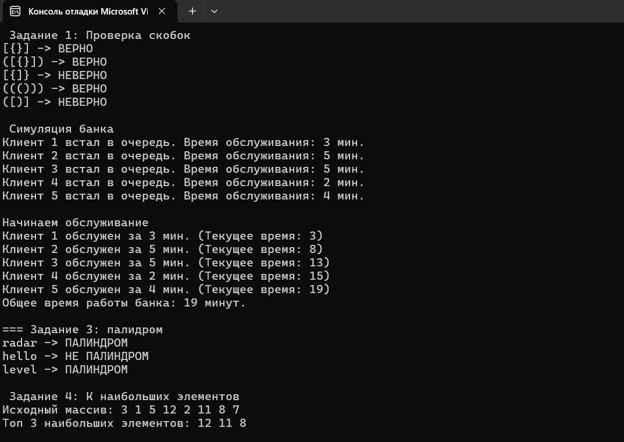 Консоль отладки Microsoft Vi
Задание 1: Проверка скобок
[{}] -> ВЕРНО
([{}]) -> ВЕРНО
[{]} -> НЕВЕРНО
((())) -> ВЕРНО
([)] -> НЕВЕРНО
Симуляция банка
Клиент 1 встал в очередь. Время обслуживания: 3 мин.
Клиент 2 встал в очередь. Время обслуживания: 5 мин.
Клиент 3 встал в очередь. Время обслуживания: 5 мин.
Клиент 4 встал в очередь. Время обслуживания: 2 мин.
Клиент 5 встал в очередь. Время обслуживания: 4 мин.
Начинаем обслуживание
Клиент 1 обслужен за 3 мин. (Текущее время: 3)
Клиент 2 обслужен за 5 мин. (Текущее время: 8)
Клиент 3 обслужен за 5 мин. (Текущее время: 13)
Клиент 4 обслужен за 2 мин. (Текущее время: 15)
Клиент 5 обслужен за 4 мин. (Текущее время: 19)
Общее время работы банка: 19 минут.
=== Задание 3: палидром
radar -> ПАЛИНДРОМ
hello -> НЕ ПАЛИНДРОМ
level -> ПАЛИНДРОМ
Задание 4: К наибольших элементов
Исходный массив: 3 1 5 12 2 11 8 7
Топ 3 наибольших элементов: 12 11 8